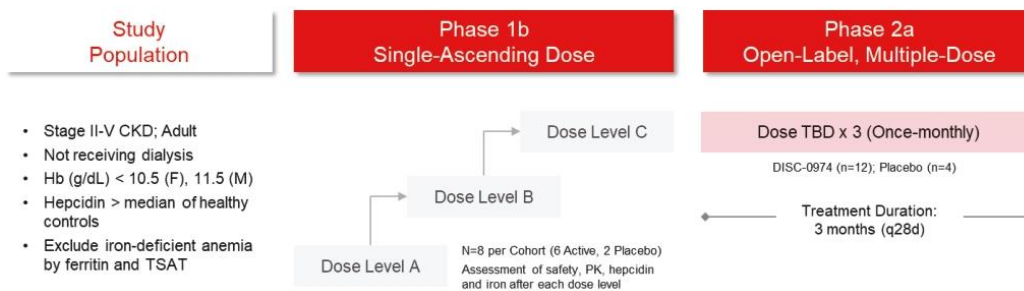 Study
Population
Phase 1b
Single-Ascending Dose
Phase 2a
Open-Label, Multiple-Dose
• Stage II-V CKD; Adult
• Not receiving dialysis
• Hb (g/dL) < 10.5 (F), 11.5 (M)
• Hepcidin > median of healthy
controls
• Exclude iron-deficient anemia
by ferritin and TSAT
Dose Level C
Dose Level B
Dose Level A
N=8 per Cohort (6 Active, 2 Placebo)
Assessment of safety, PK, hepcidin
and iron after each dose level
Dose TBD x 3 (Once-monthly)
DISC-0974 (n=12); Placebo (n=4)
Treatment Duration:
3 months (q28d)